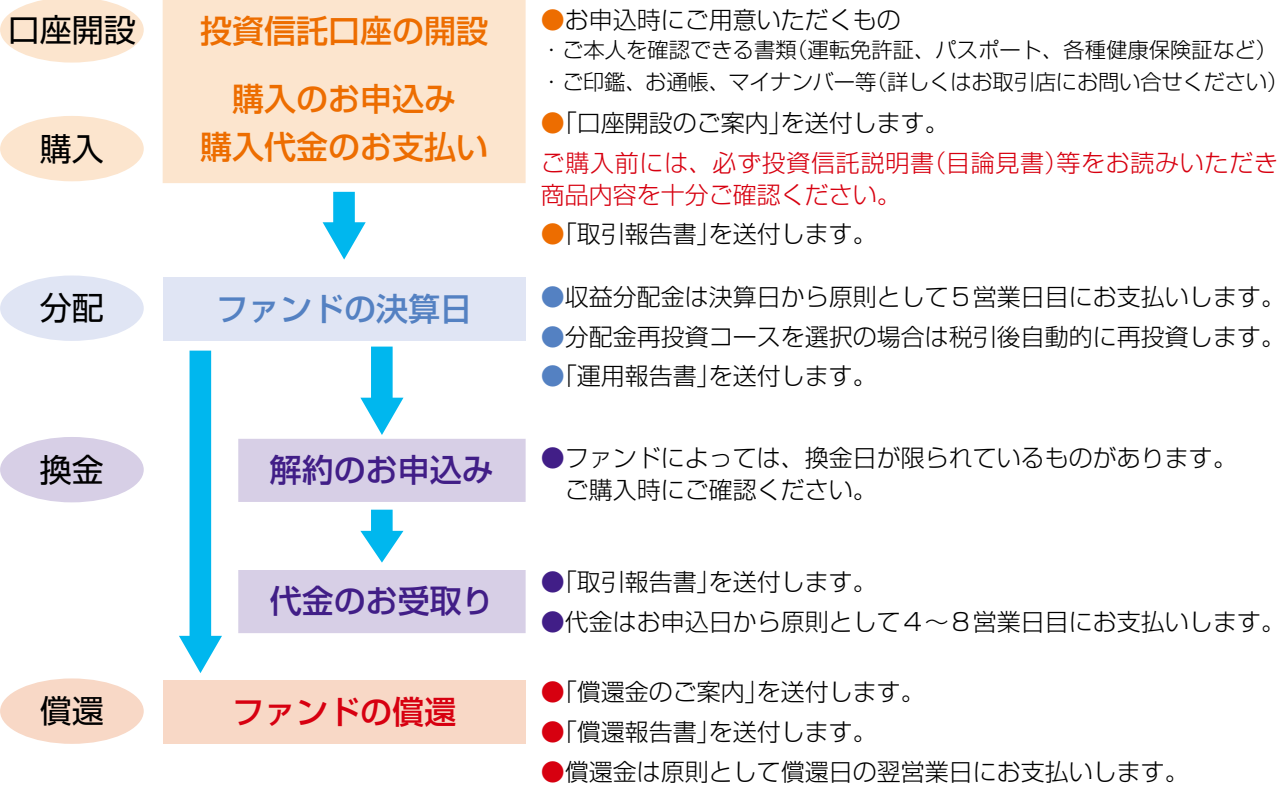 口座開設
投資信託口座の開設
購入のお申込み
購入
購入代金のお支払い
●お申込時にご用意いただくもの
・ご本人を確認できる書類（運転免許証、パスポート、各種健康保険証など）
・ご印鑑、お通帳、マイナンバー等（詳しくはお取引店にお問い合せください）
●「口座開設のご案内」を送付します。
ご購入前には、必ず投資信託説明書（目論見書）等をお読みいただき
商品内容を十分ご確認ください。
●「取引報告書」を送付します。
分配
ファンドの決算日
●収益分配金は決算日から原則として５営業日目にお支払いします。
●分配金再投資コースを選択の場合は税引後自動的に再投資します。
●「運用報告書」を送付します。
換金
解約のお申込み
●ファンドによっては、換金日が限られているものがあります。
ご購入時にご確認ください。
代金のお受取り
●「取引報告書」を送付します。
●代金はお申込日から原則として４～８営業日目にお支払いします。
償還
ファンドの償還
●「償還金のご案内」を送付します。
●「償還報告書」を送付します。
●償還金は原則として償還日の翌営業日にお支払いします。